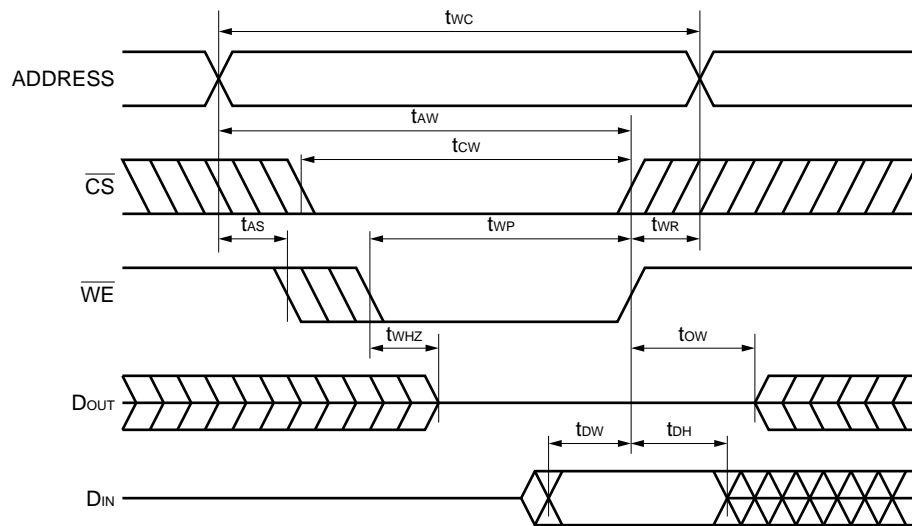 tWC
ADDRESS
tAW
tCW
CS
tAS
tWP
tWR
WE
tWHZ
tOW
DOUT
tDW
tDH
DIN